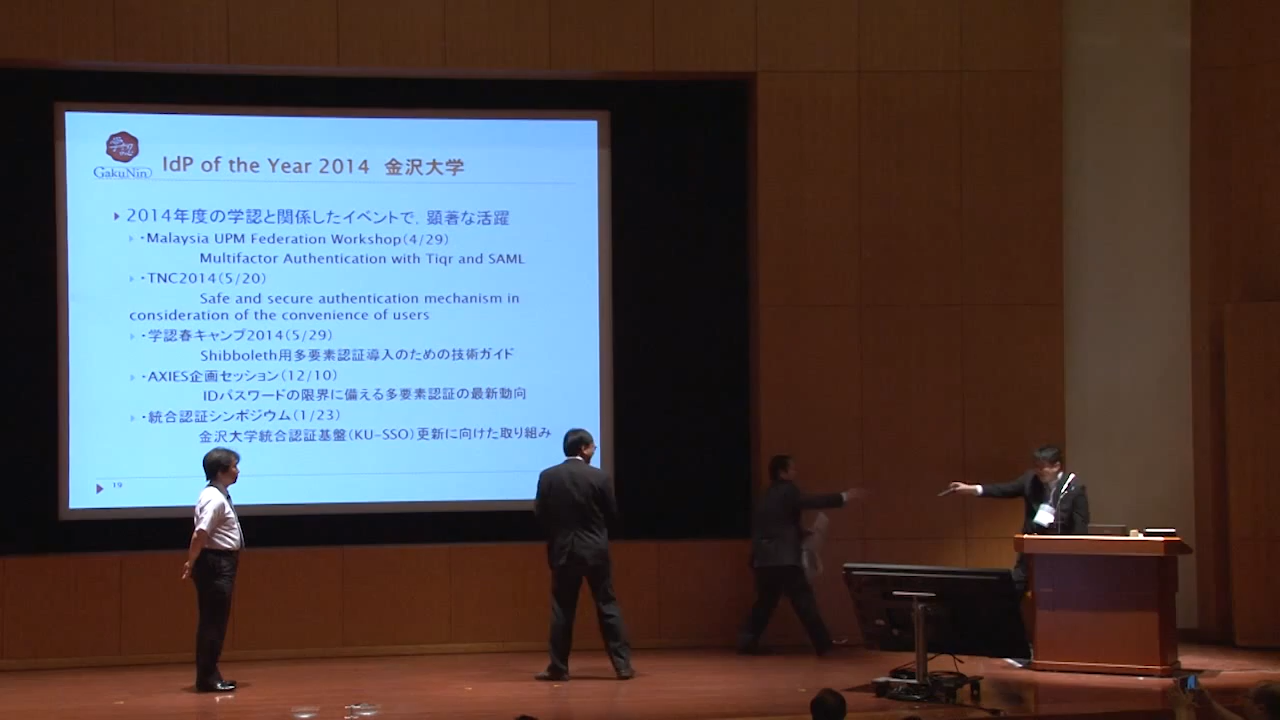 学認
GakuNin
IdP of the Year 2014 金沢大学
2014年度の学認と関係したイベントで，顕著な活躍
・Malaysia UPM Federation Workshop（4/29）
Multifactor Authentication with Tiqr and SAML
・TNC2014（5/20）
Safe and secure authentication mechanism in
consideration of the convenience of users
・学認春キャンプ2014（5/29）
Shibboleth用多要素認証導入のための技術ガイド
・AXIES企画セッション（12/10）
IDパスワードの限界に備える多要素認証の最新動向
・統合認証シンポジウム（1/23）
金沢大学統合認証基盤（KU-SSO）更新に向けた取り組み
19